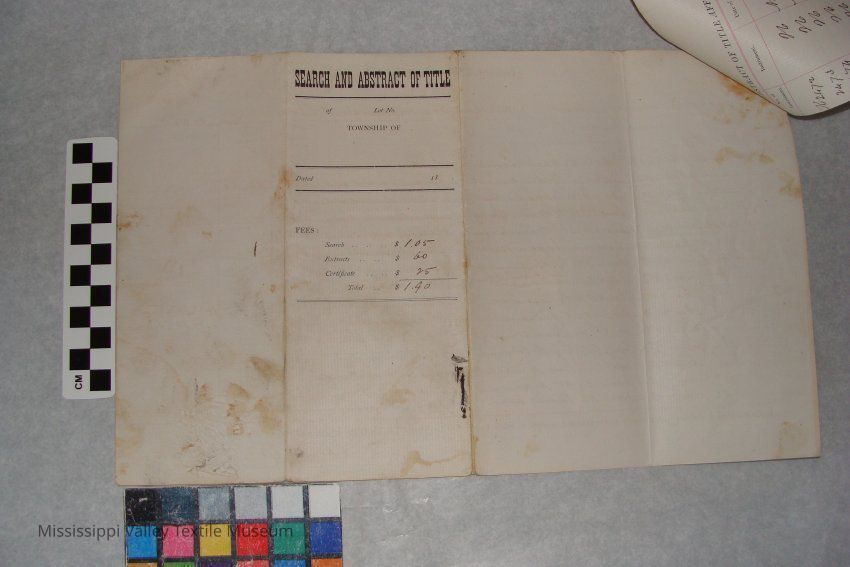 SEARCH AND ABSTRACT OF TITLE
of Lot No.
TOWNSHIP OF
Dated 18
FEES:
Search .. .. .. $ 1.05
Extracts .. .. $ 60
Certificate .. .. $ 25
Total .. $ 1.90
CM
Mississippi Valley Textile Museum